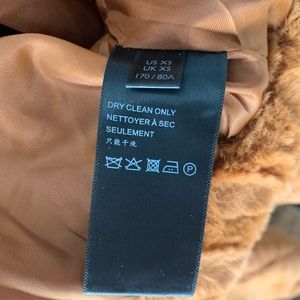 US XS
UK XS
170 / 80A
DRY CLEAN ONLY
NETTOYER À SEC
SEULEMENT
只能干洗
P